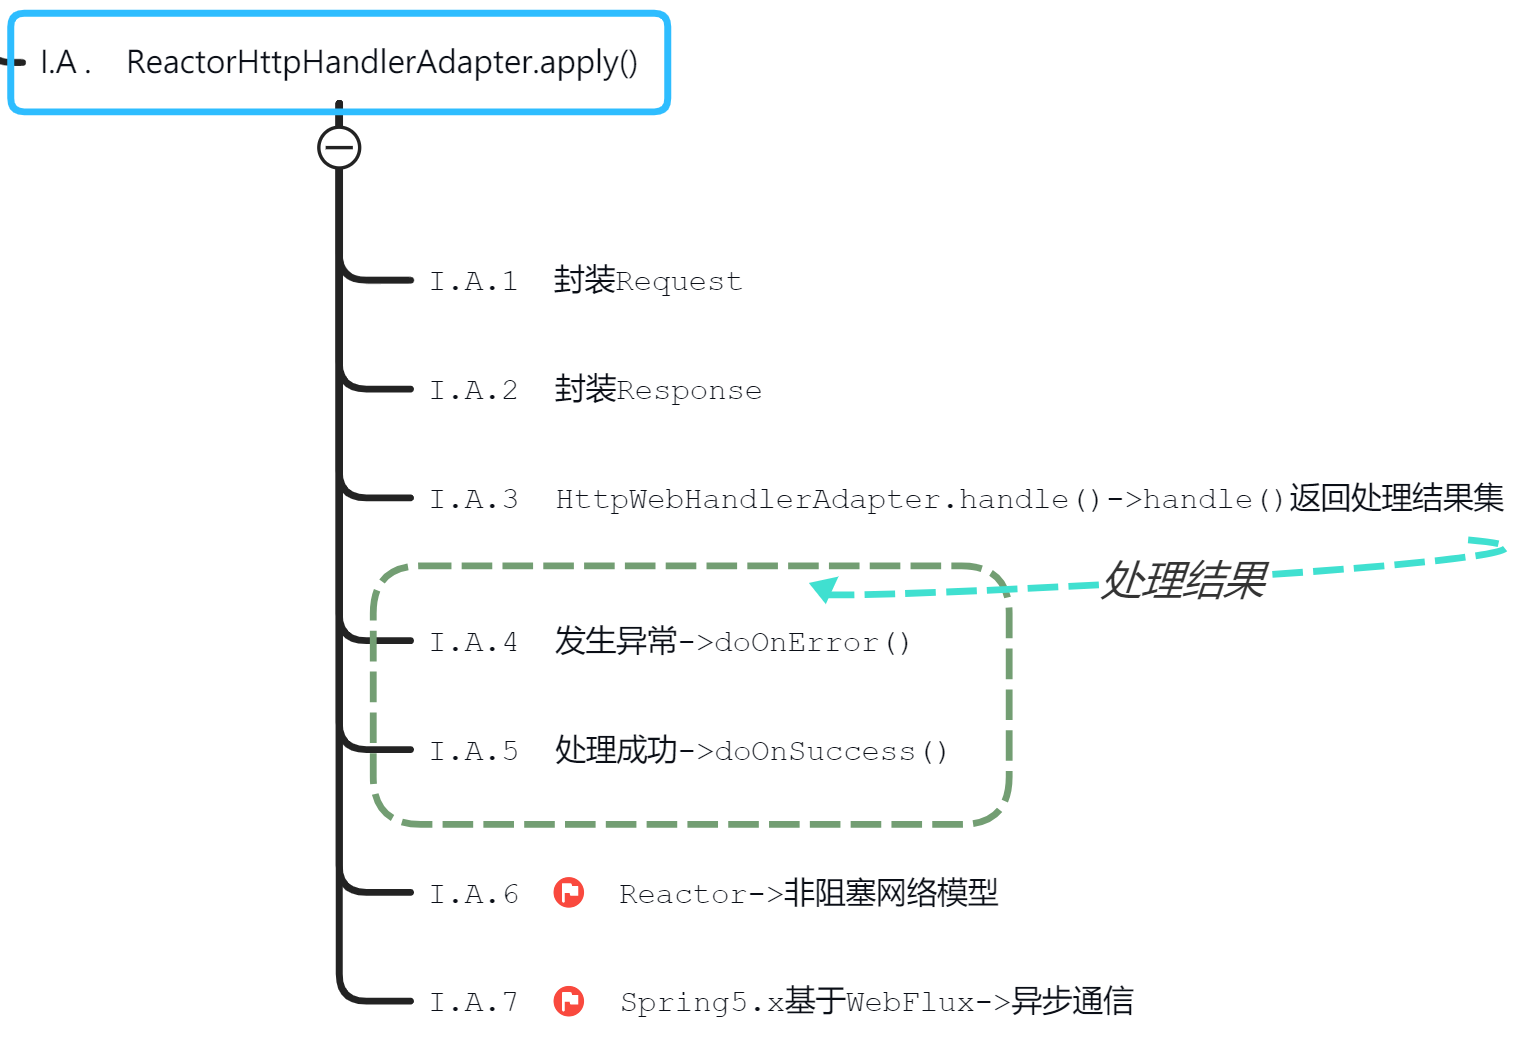 I.A. ReactorHttpHandlerAdapter.apply()
I.A.1 封装Request
I.A.2 封装Response
I.A.3 HttpWebHandlerAdapter.handle()->handle()返回处理结果集
处理结果
I.A.4 发生异常->doOnError()
I.A.5 处理成功->doOnSuccess()
I.A.6 Reactor->非阻塞网络模型
I.A.7 Spring5.x基于WebFlux->异步通信